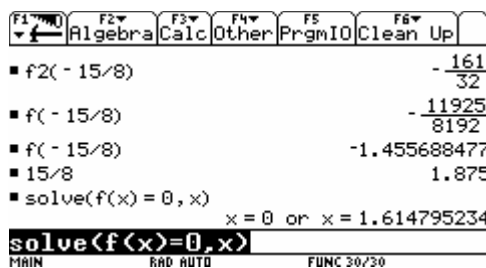 F1 F2 F3 F4 F5 F6
Algebra Calc Other PrgmIO Clean Up
▪ f2(-15/8) -161/32
▪ f(-15/8) -11925/8192
▪ f(-15/8) -1.455688477
▪ 15/8 1.875
▪ solve(f(x)=0,x)
x=0 or x=1.614795234
solve(f(x)=0,x)
MAIN RAD AUTO FUNC 30/30